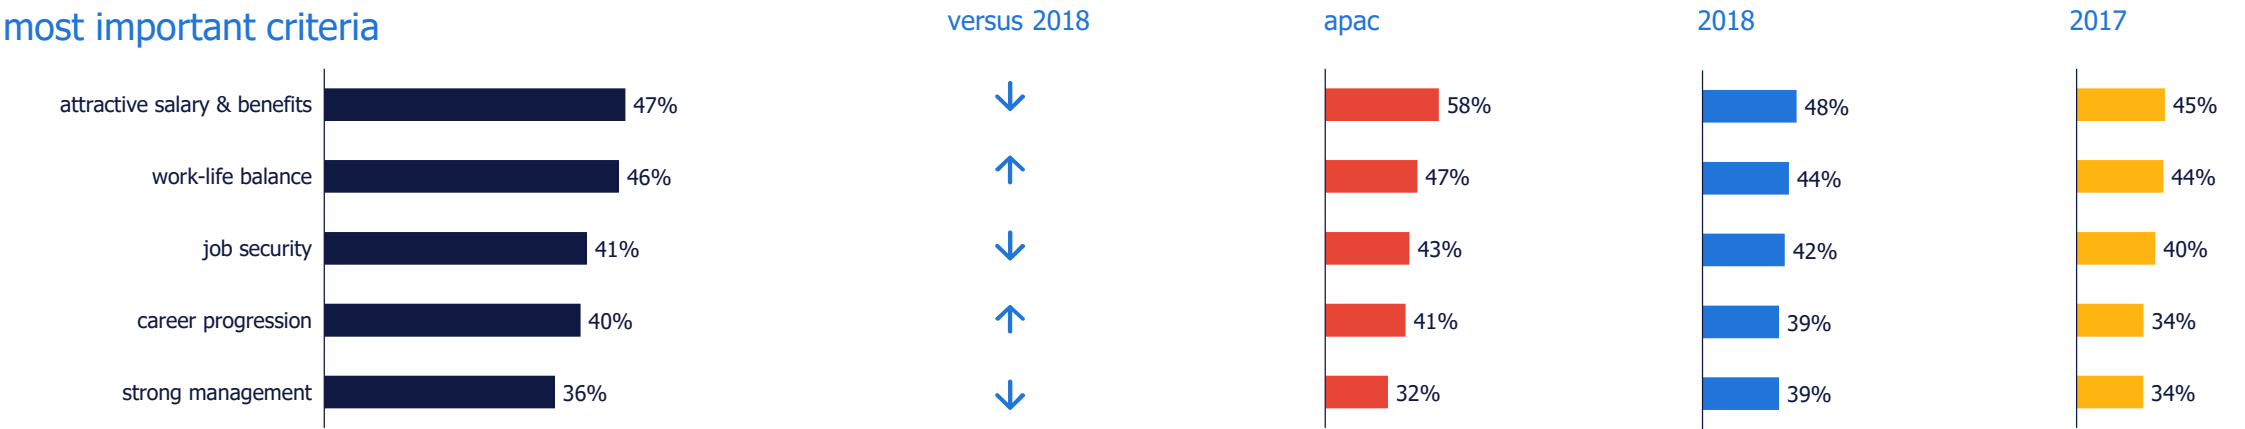 most important criteria versus 2018 apac 2018 2017
attractive salary & benefits 47% 58% 48% 45%
work-life balance 46% 47% 44% 44%
job security 41% 43% 42% 40%
career progression 40% 41% 39% 34%
strong management 36% 32% 39% 34%